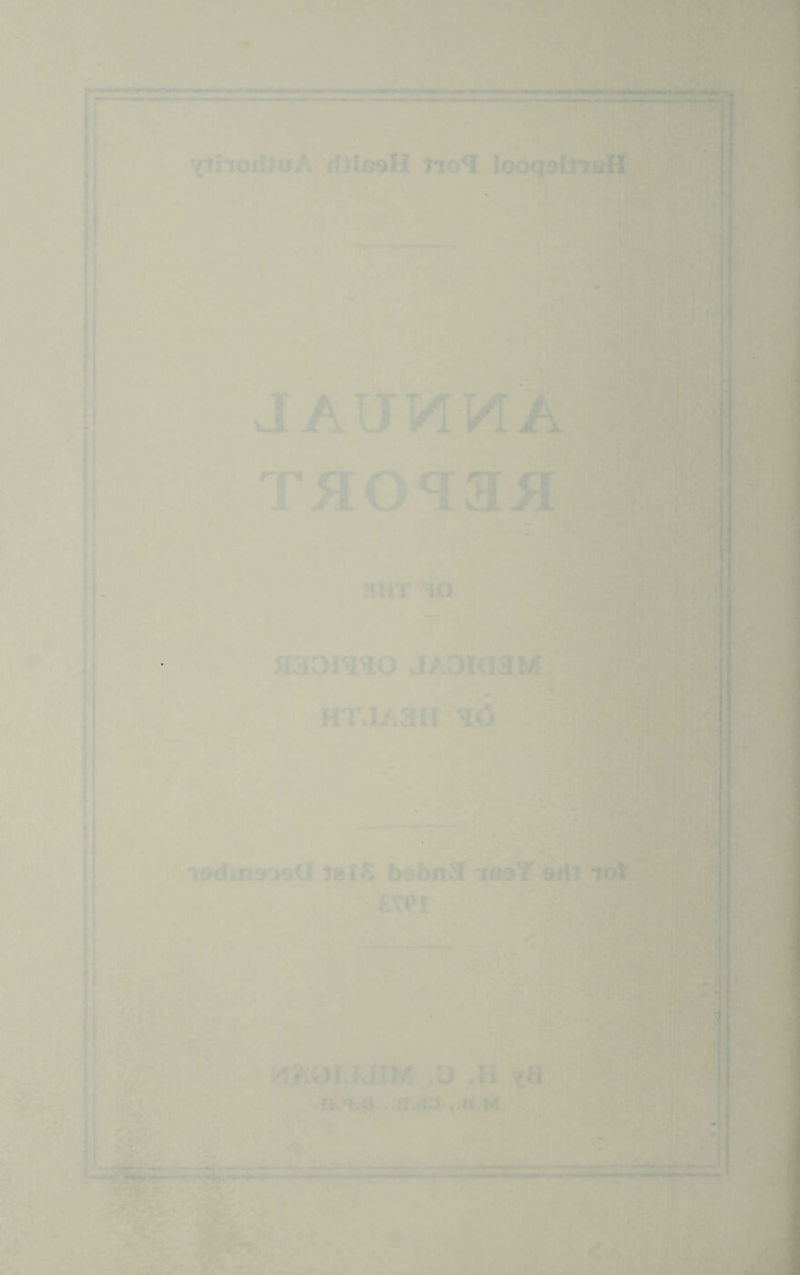 Hartlepool Port Health Authority
ANNUAL
REPORT
OF THE
MEDICAL OFFICER
OF HEALTH
for the Year Ended 31st December
1973
By H. C. MILLIGAN
M.B., CH.B., D.P.H.